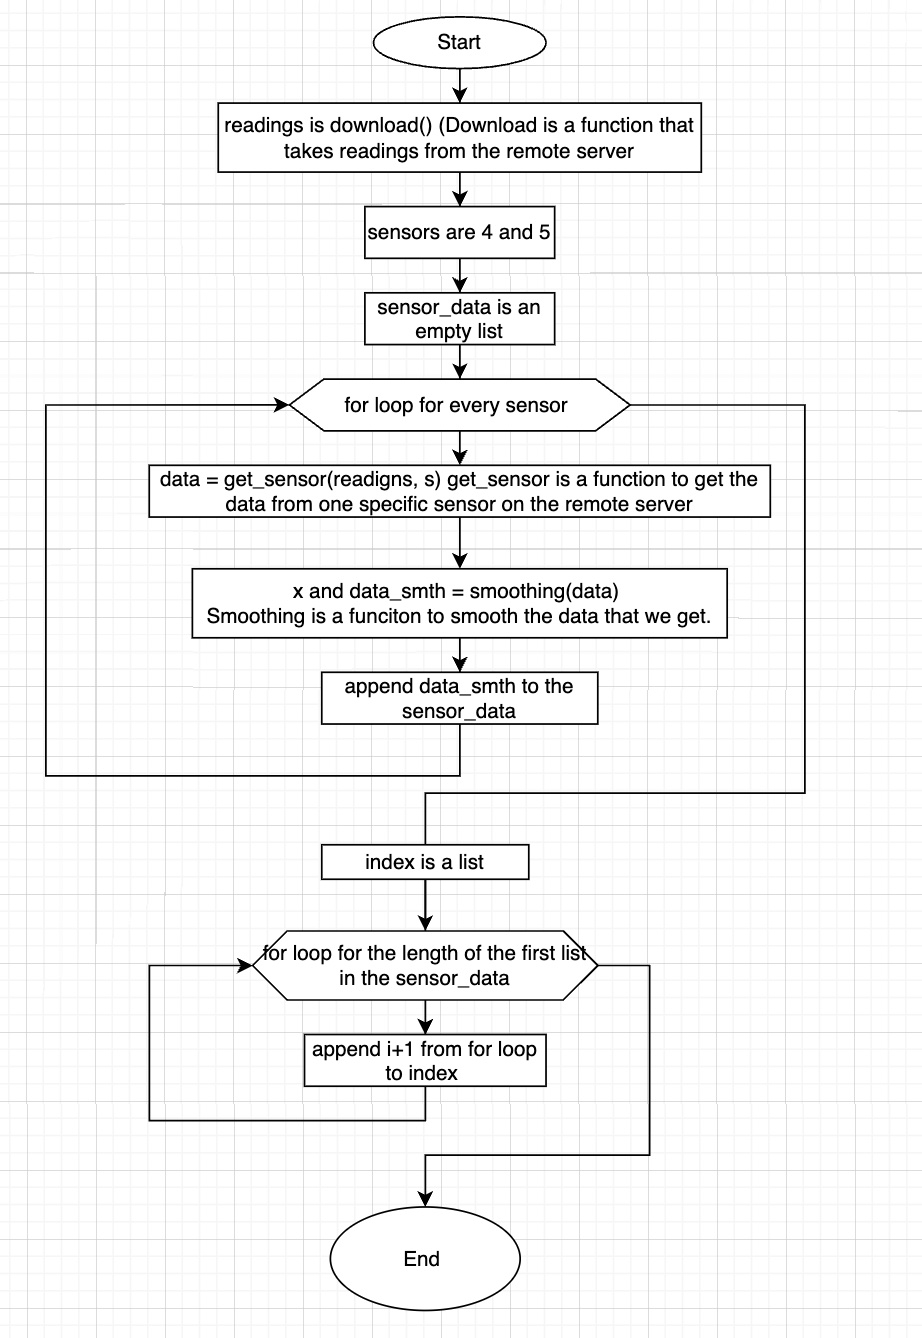 Start
readings is download() (Download is a function that
takes readings from the remote server
sensors are 4 and 5
sensor_data is an
empty list
for loop for every sensor
data = get_sensor(readigns, s) get_sensor is a function to get the
data from one specific sensor on the remote server
x and data_smth = smoothing(data)
Smoothing is a funciton to smooth the data that we get.
append data_smth to the
sensor_data
index is a list
for loop for the length of the first list
in the sensor_data
append i+1 from for loop
to index
End